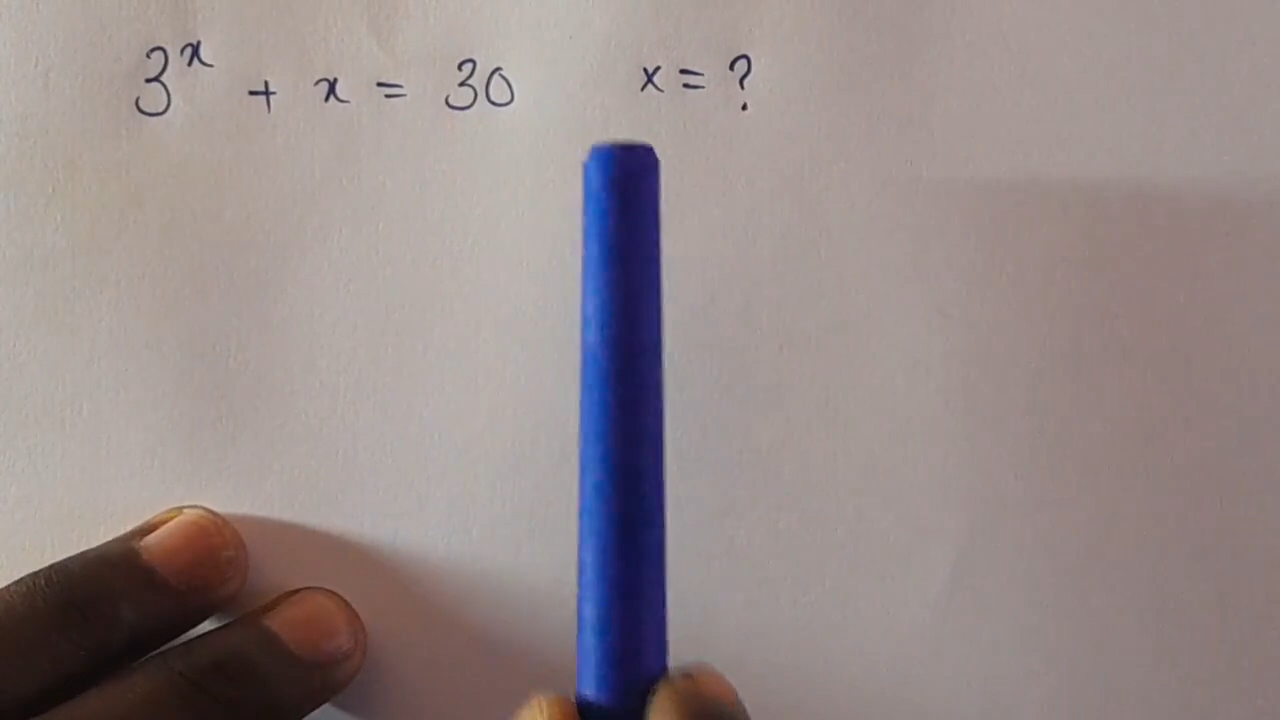 3^x + x = 30 x = ?